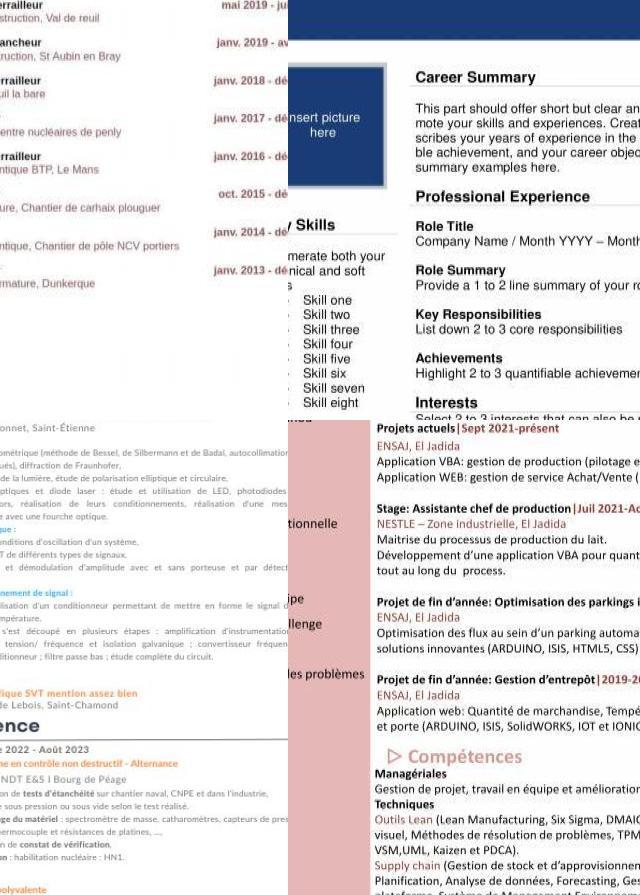 errailleur
mai 2019 - jui
struction, Val de reuil
ancheur
janv. 2019 - av
ruction, St Aubin en Bray
errailleur
janv. 2018 - dé
uil la bare
janv. 2017 - dé
entre nucléaires de penly
errailleur
janv. 2016 - dé
ntique BTP, Le Mans
oct. 2015 - dé
ure, Chantier de carhaix plouguer
janv. 2014 - dé
ntique, Chantier de pôle NCV portiers
janv. 2013 - dé
rmature, Dunkerque
nsert picture
here
y Skills
merate both your
nical and soft
s
Skill one
Skill two
Skill three
Skill four
Skill five
Skill six
Skill seven
Skill eight
Career Summary
This part should offer short but clear an
mote your skills and experiences. Creat
scribes your years of experience in the
ble achievement, and your career objec
summary examples here.
Professional Experience
Role Title
Company Name / Month YYYY – Month
Role Summary
Provide a 1 to 2 line summary of your ro
Key Responsibilities
List down 2 to 3 core responsibilities
Achievements
Highlight 2 to 3 quantifiable achievemen
Interests
Select 2 to 3 interests that can also be
onnet, Saint-Étienne
ométrique (méthode de Bessel, de Silbermann et de Badal, autocollimation
ués), diffraction de Fraunhofer,
de la lumière, étude de polarisation elliptique et circulaire,
ptiques et diode laser : étude et utilisation de LED, photodiodes
ors, réalisation de leurs conditionnements, réalisation d'une mes
e avec une fourche optique.
que :
nditions d'oscillation d'un système,
T de différents types de signaux,
et démodulation d'amplitude avec et sans porteuse et par détect
nnement de signal :
lisation d'un conditionneur permettant de mettre en forme le signal d
mpérature.
s'est découpé en plusieurs étapes : amplification d'instrumentation
tension/ fréquence et isolation galvanique ; convertisseur fréquen
ditionneur ; filtre passe bas ; étude complète du circuit.
fique SVT mention assez bien
de Lebois, Saint-Chamond
ence
e 2022 - Août 2023
ne en contrôle non destructif - Alternance
NDT E&S I Bourg de Péage
on de tests d'étanchéité sur chantier naval, CNPE et dans l'industrie,
e sous pression ou sous vide selon le test réalisé.
ge du matériel : spectromètre de masse, catharomètres, capteurs de pres
ermocouple et résistances de platines, ...,
n de constat de vérification,
on : habilitation nucléaire : HN1.
polyvalente
tionnelle
ipe
llenge
les problèmes
Projets actuels|Sept 2021-présent
ENSAJ, El Jadida
Application VBA: gestion de production (pilotage e
Application WEB: gestion de service Achat/Vente (
Stage: Assistante chef de production|Juil 2021-Ao
NESTLE – Zone industrielle, El Jadida
Maitrise du processus de production du lait.
Développement d'une application VBA pour quant
tout au long du process.
Projet de fin d'année: Optimisation des parkings i
ENSAJ, El Jadida
Optimisation des flux au sein d'un parking automa
solutions innovantes (ARDUINO, ISIS, HTML5, CSS)
Projet de fin d'année: Gestion d'entrepôt|2019-20
ENSAJ, El Jadida
Application web: Quantité de marchandise, Tempé
et porte (ARDUINO, ISIS, SolidWORKS, IOT et IONIC
Compétences
Managériales
Gestion de projet, travail en équipe et amélioration
Techniques
Outils Lean (Lean Manufacturing, Six Sigma, DMAIC
visuel, Méthodes de résolution de problèmes, TPM
VSM,UML, Kaizen et PDCA).
Supply chain (Gestion de stock et d'approvisionnen
Planification, Analyse de données, Forecasting, Ges